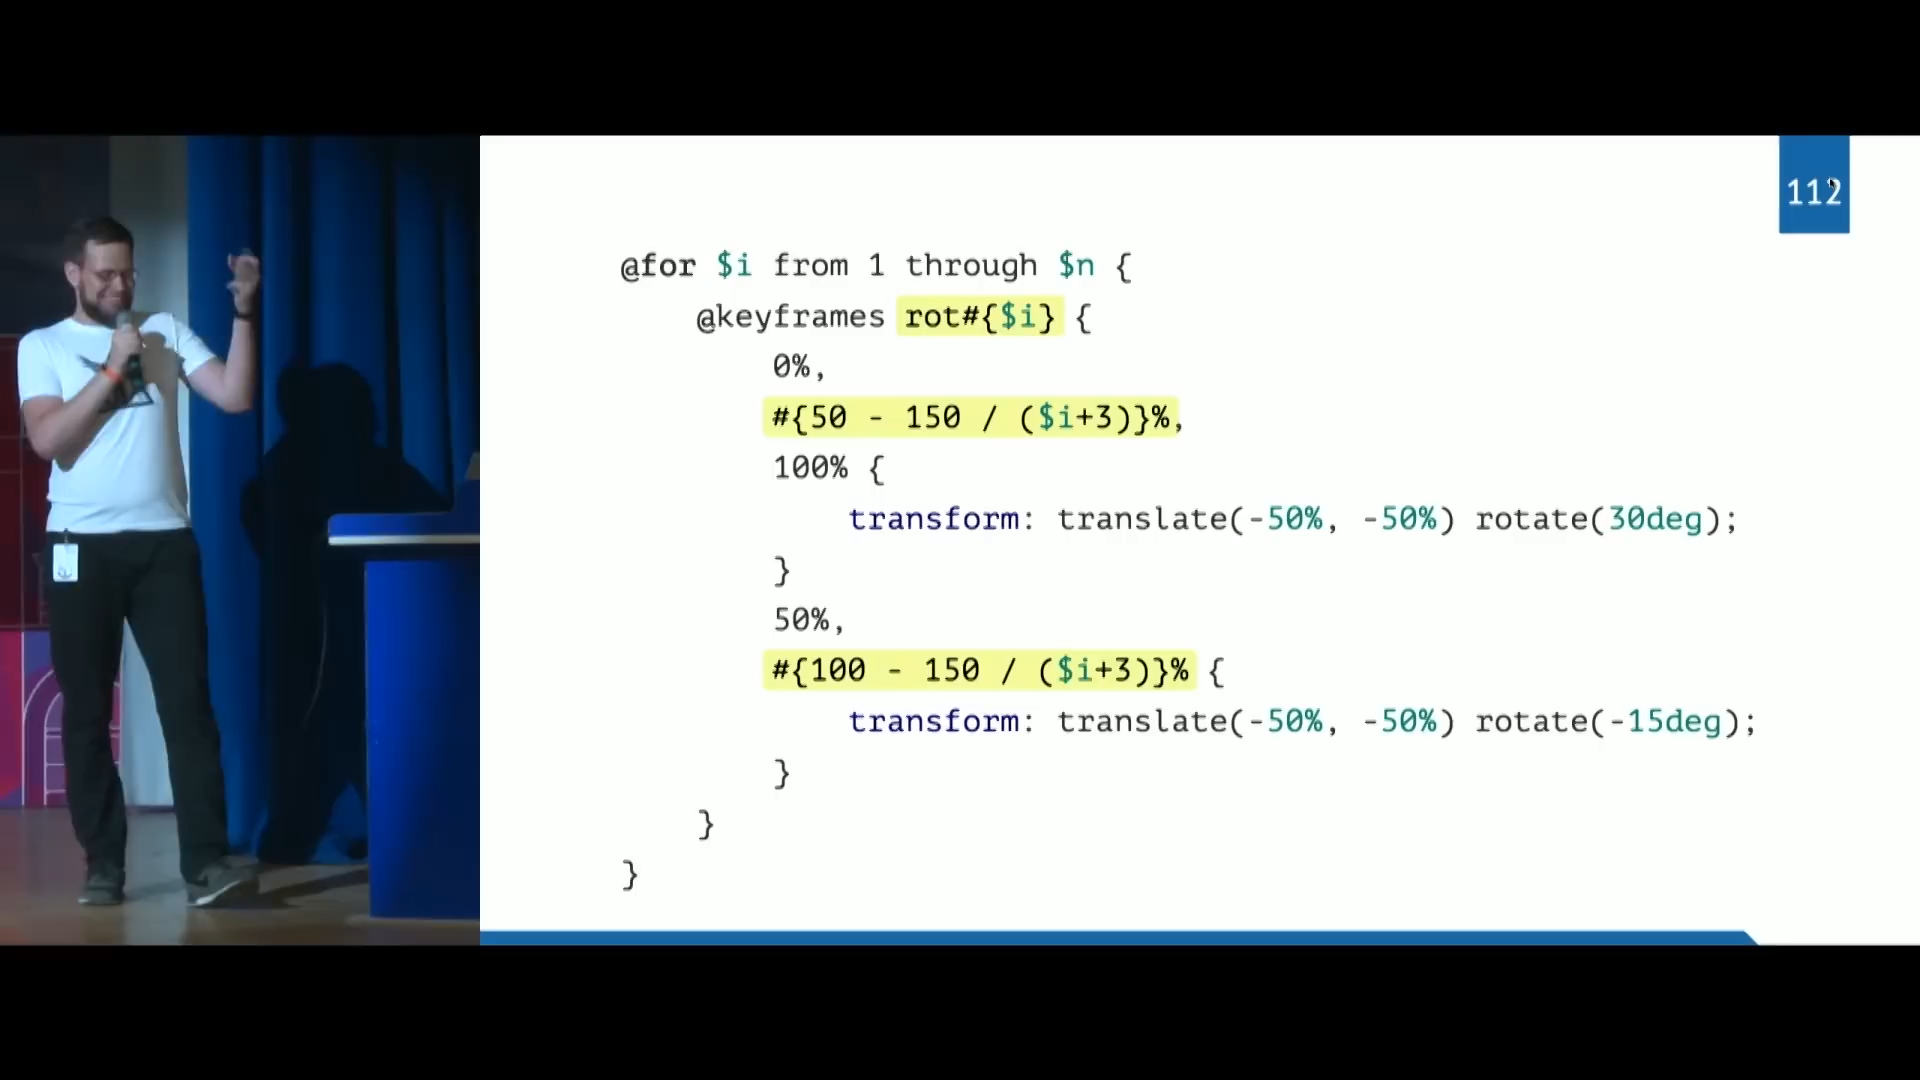 112
@for $i from 1 through $n {
@keyframes rot#{$i} {
0%,
#{50 - 150 / ($i+3)}%,
100% {
transform: translate(-50%, -50%) rotate(30deg);
}
50%,
#{100 - 150 / ($i+3)}% {
transform: translate(-50%, -50%) rotate(-15deg);
}
}
}